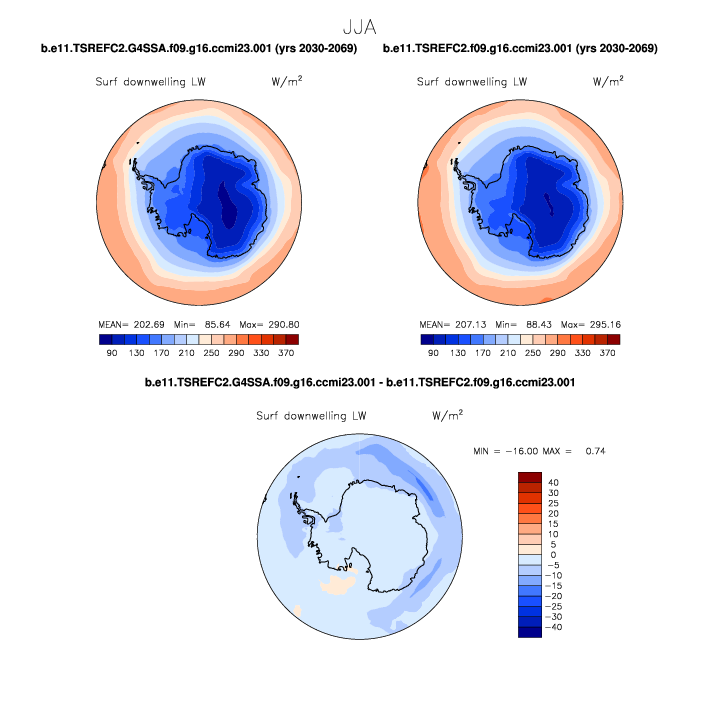 JJA
b.e11.TSREFC2.G4SSA.f09.g16.ccmi23.001 (yrs 2030-2069)
b.e11.TSREFC2.f09.g16.ccmi23.001 (yrs 2030-2069)
Surf downwelling LW W/m²
Surf downwelling LW W/m²
MEAN= 202.69 Min= 85.64 Max= 290.80
MEAN= 207.13 Min= 88.43 Max= 295.16
90 130 170 210 250 290 330 370
90 130 170 210 250 290 330 370
b.e11.TSREFC2.G4SSA.f09.g16.ccmi23.001 - b.e11.TSREFC2.f09.g16.ccmi23.001
Surf downwelling LW W/m²
MIN = -16.00 MAX = 0.74
40
30
25
20
15
10
5
0
-5
-10
-15
-20
-25
-30
-40